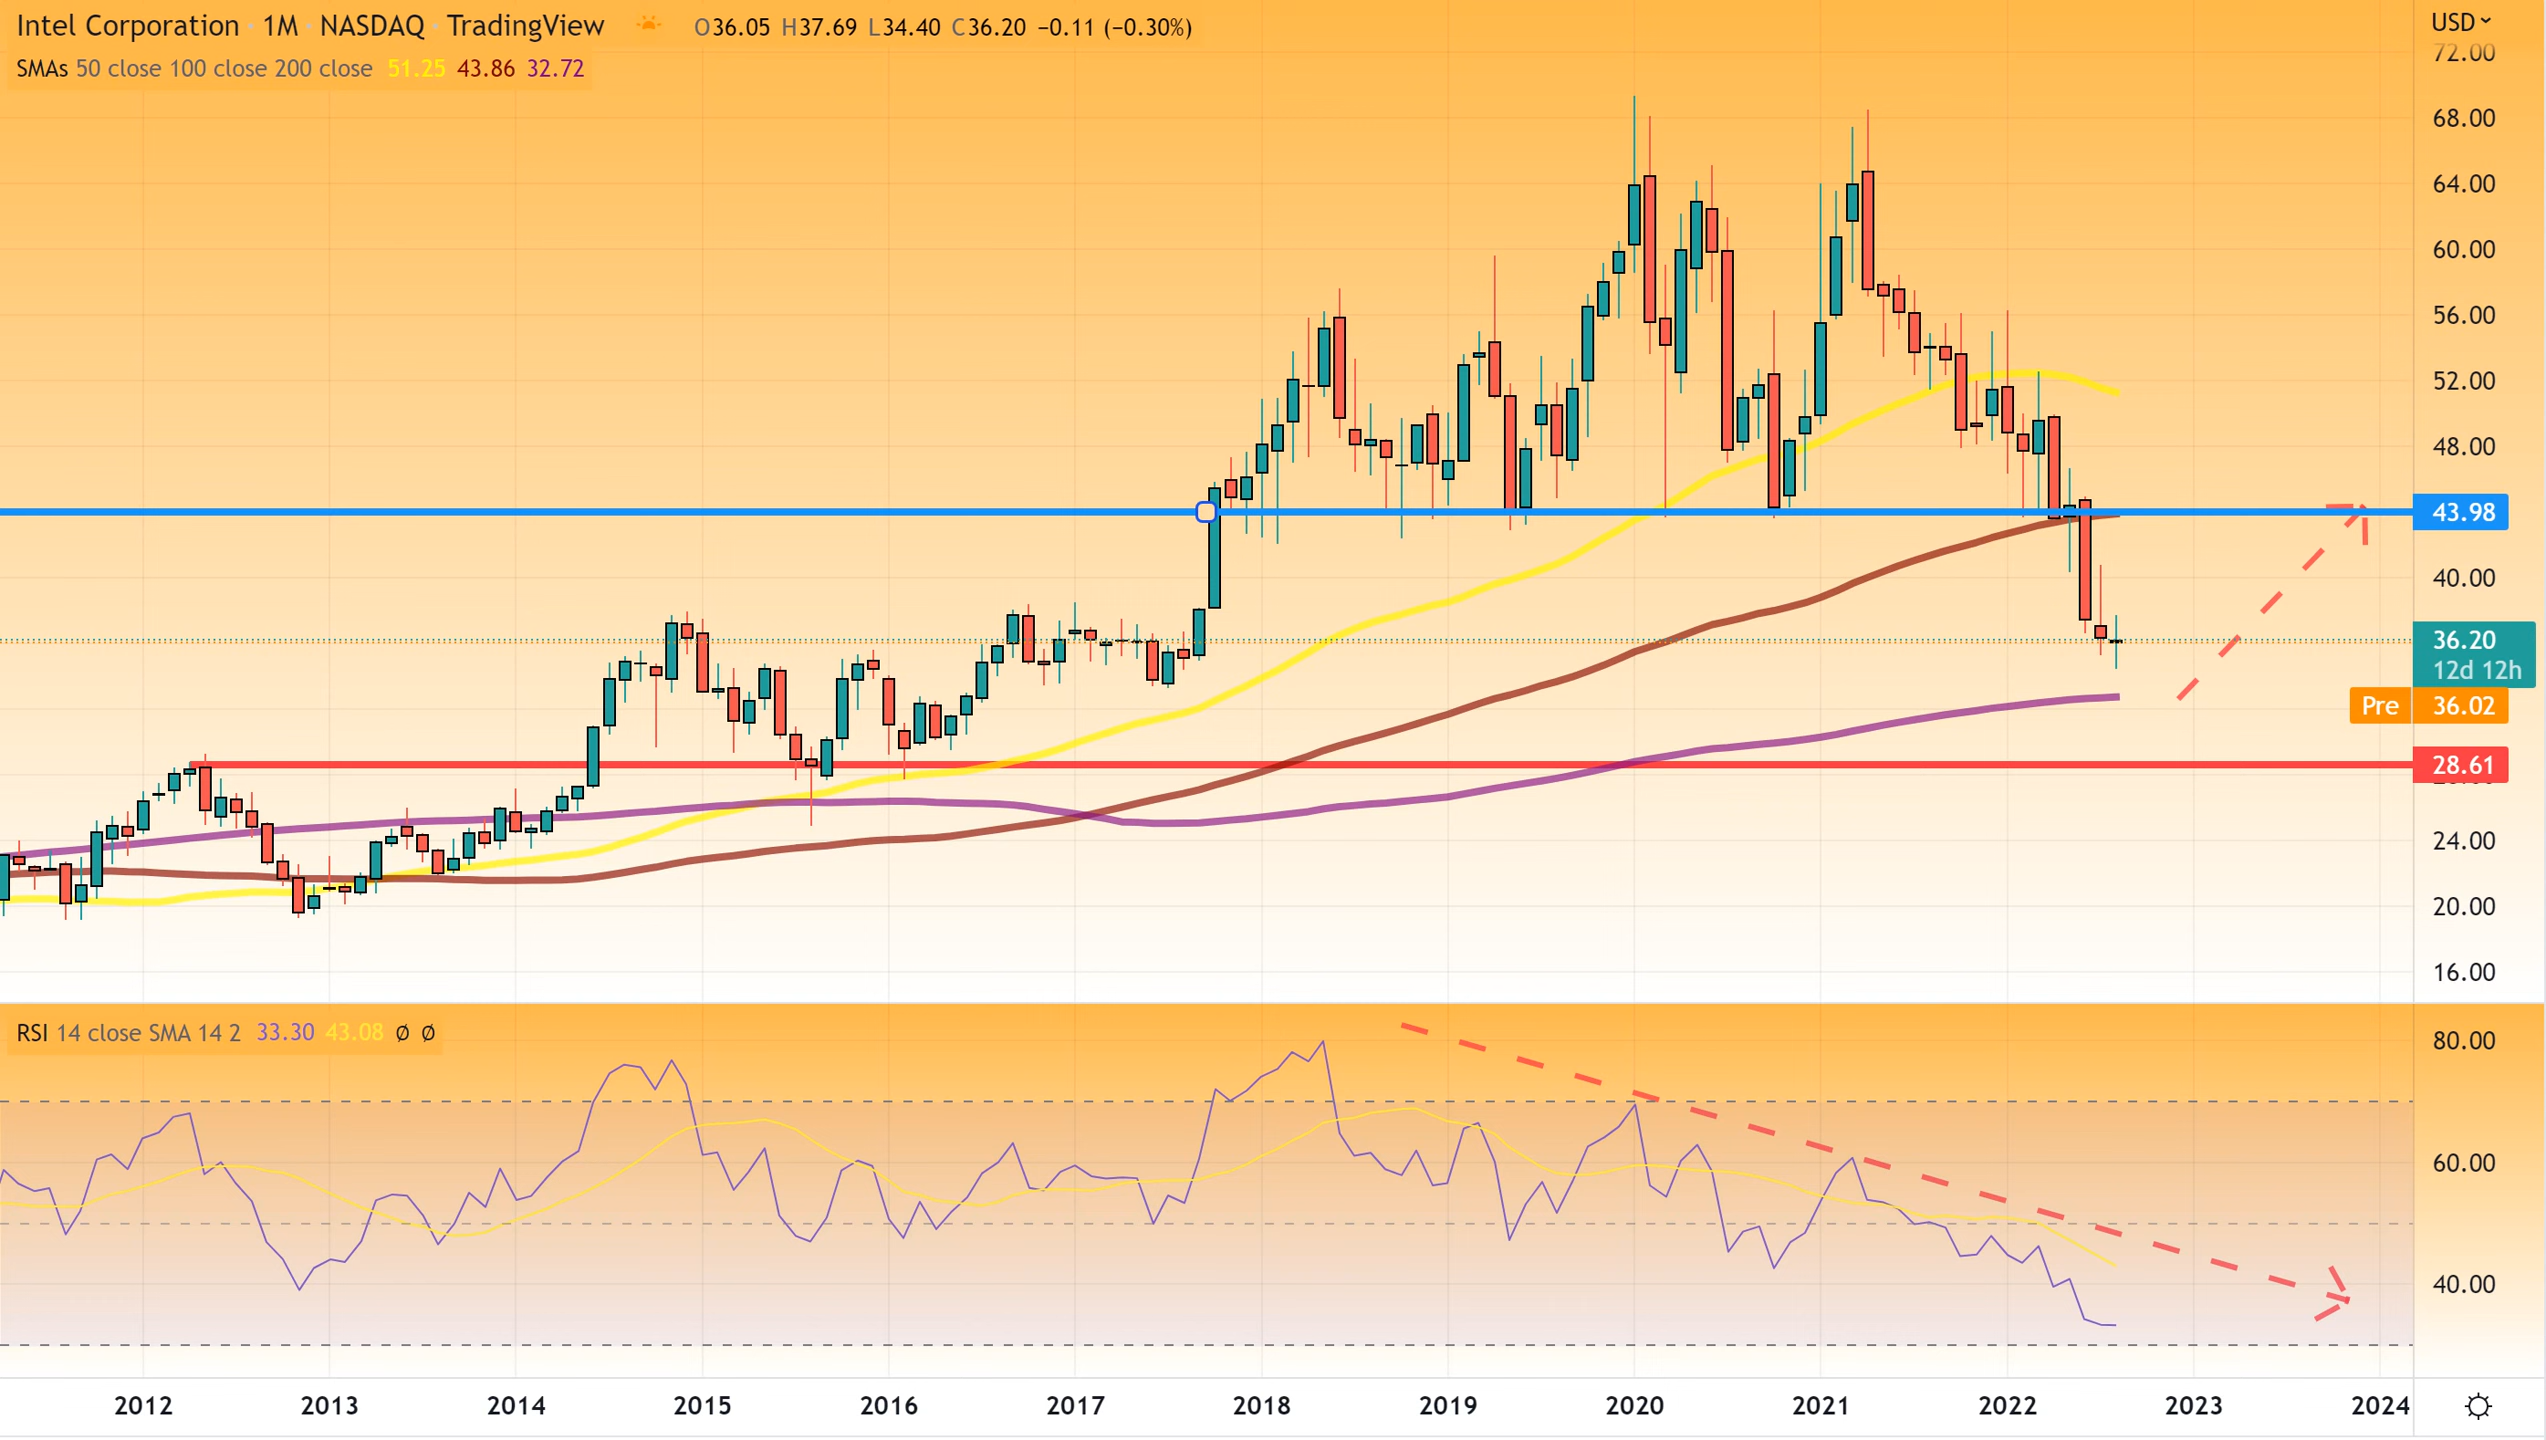 Intel Corporation · 1M · NASDAQ · TradingView O36.05 H37.69 L34.40 C36.20 −0.11 (−0.30%)
USD
SMAs 50 close 100 close 200 close 51.25 43.86 32.72
72.00
68.00
64.00
60.00
56.00
52.00
48.00
43.98
40.00
36.20
12d 12h
Pre 36.02
28.61
24.00
20.00
16.00
RSI 14 close SMA 14 2 33.30 43.08 ∅ ∅
80.00
60.00
40.00
2012 2013 2014 2015 2016 2017 2018 2019 2020 2021 2022 2023 2024